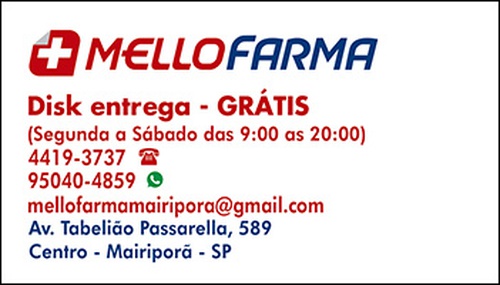 MELLOFARMA
Disk entrega - GRÁTIS
(Segunda a Sábado das 9:00 as 20:00)
4419-3737
95040-4859
mellofarmamairipora@gmail.com
Av. Tabelião Passarella, 589
Centro - Mairiporã - SP